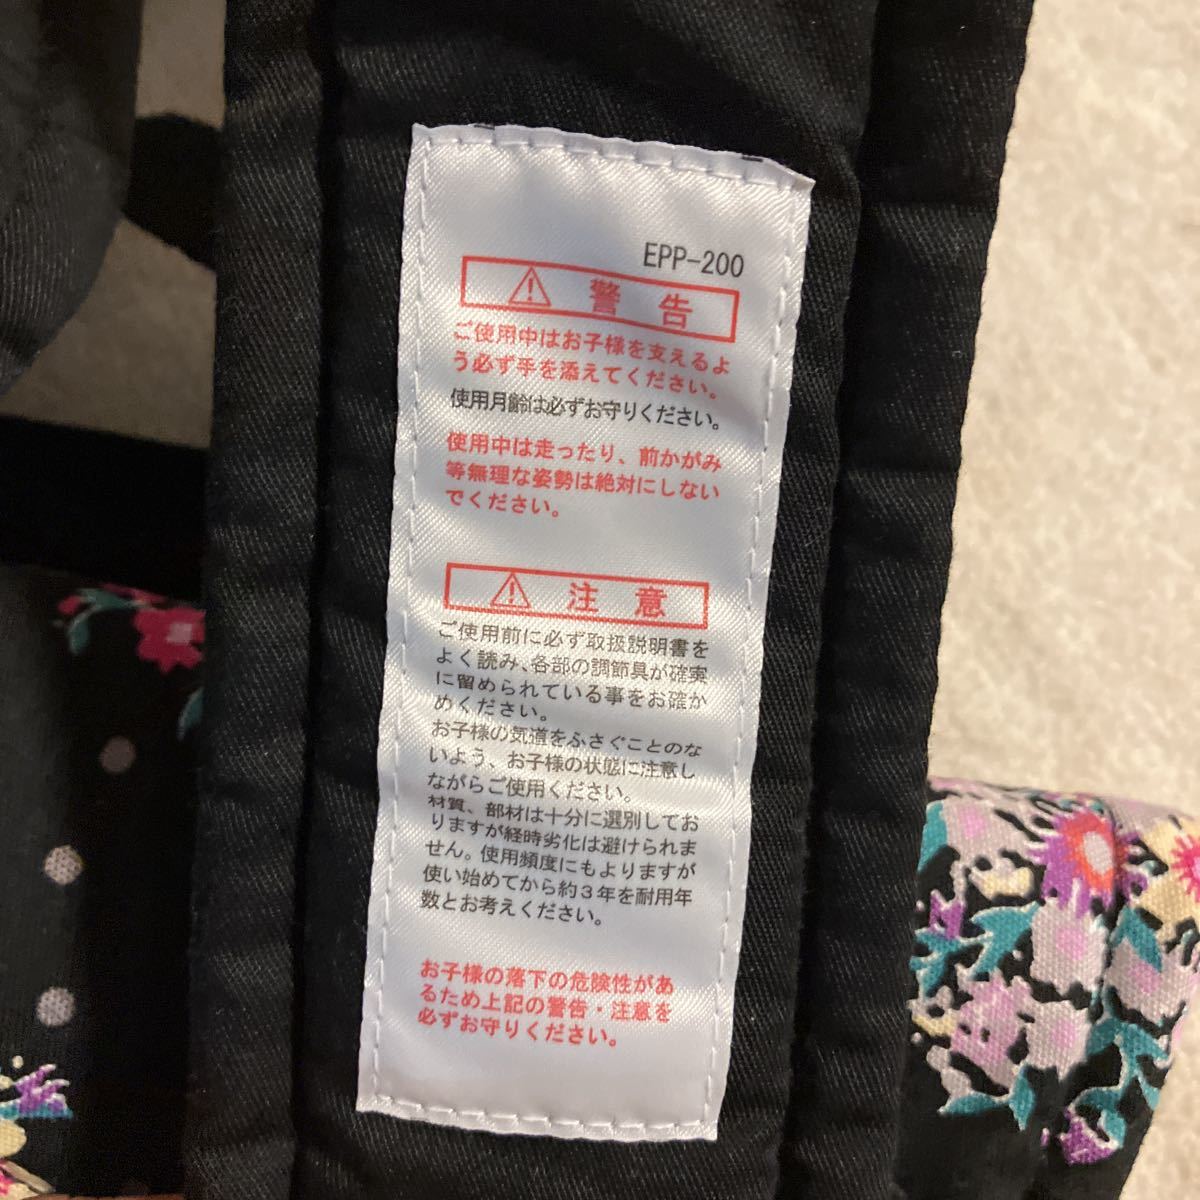 EPP-200
警告
ご使用中はお子様を支えるよ
う必ず手を添えてください。
使用月齢は必ずお守りください。
使用中は走ったり、前かがみ
等無理な姿勢は絶対にしない
でください。
注意
ご使用前に必ず取扱説明書を
よく読み、各部の調節具が確実
に留められている事をお確か
めください。
お子様の気道をふさぐことのな
いよう、お子様の状態に注意し
ながらご使用ください。
材質、部材は十分に選別してお
りますが経時劣化は避けられま
せん。使用頻度にもよりますが
使い始めてから約3年を耐用年
数とお考えください。
お子様の落下の危険性があ
るため上記の警告・注意を
必ずお守りください。